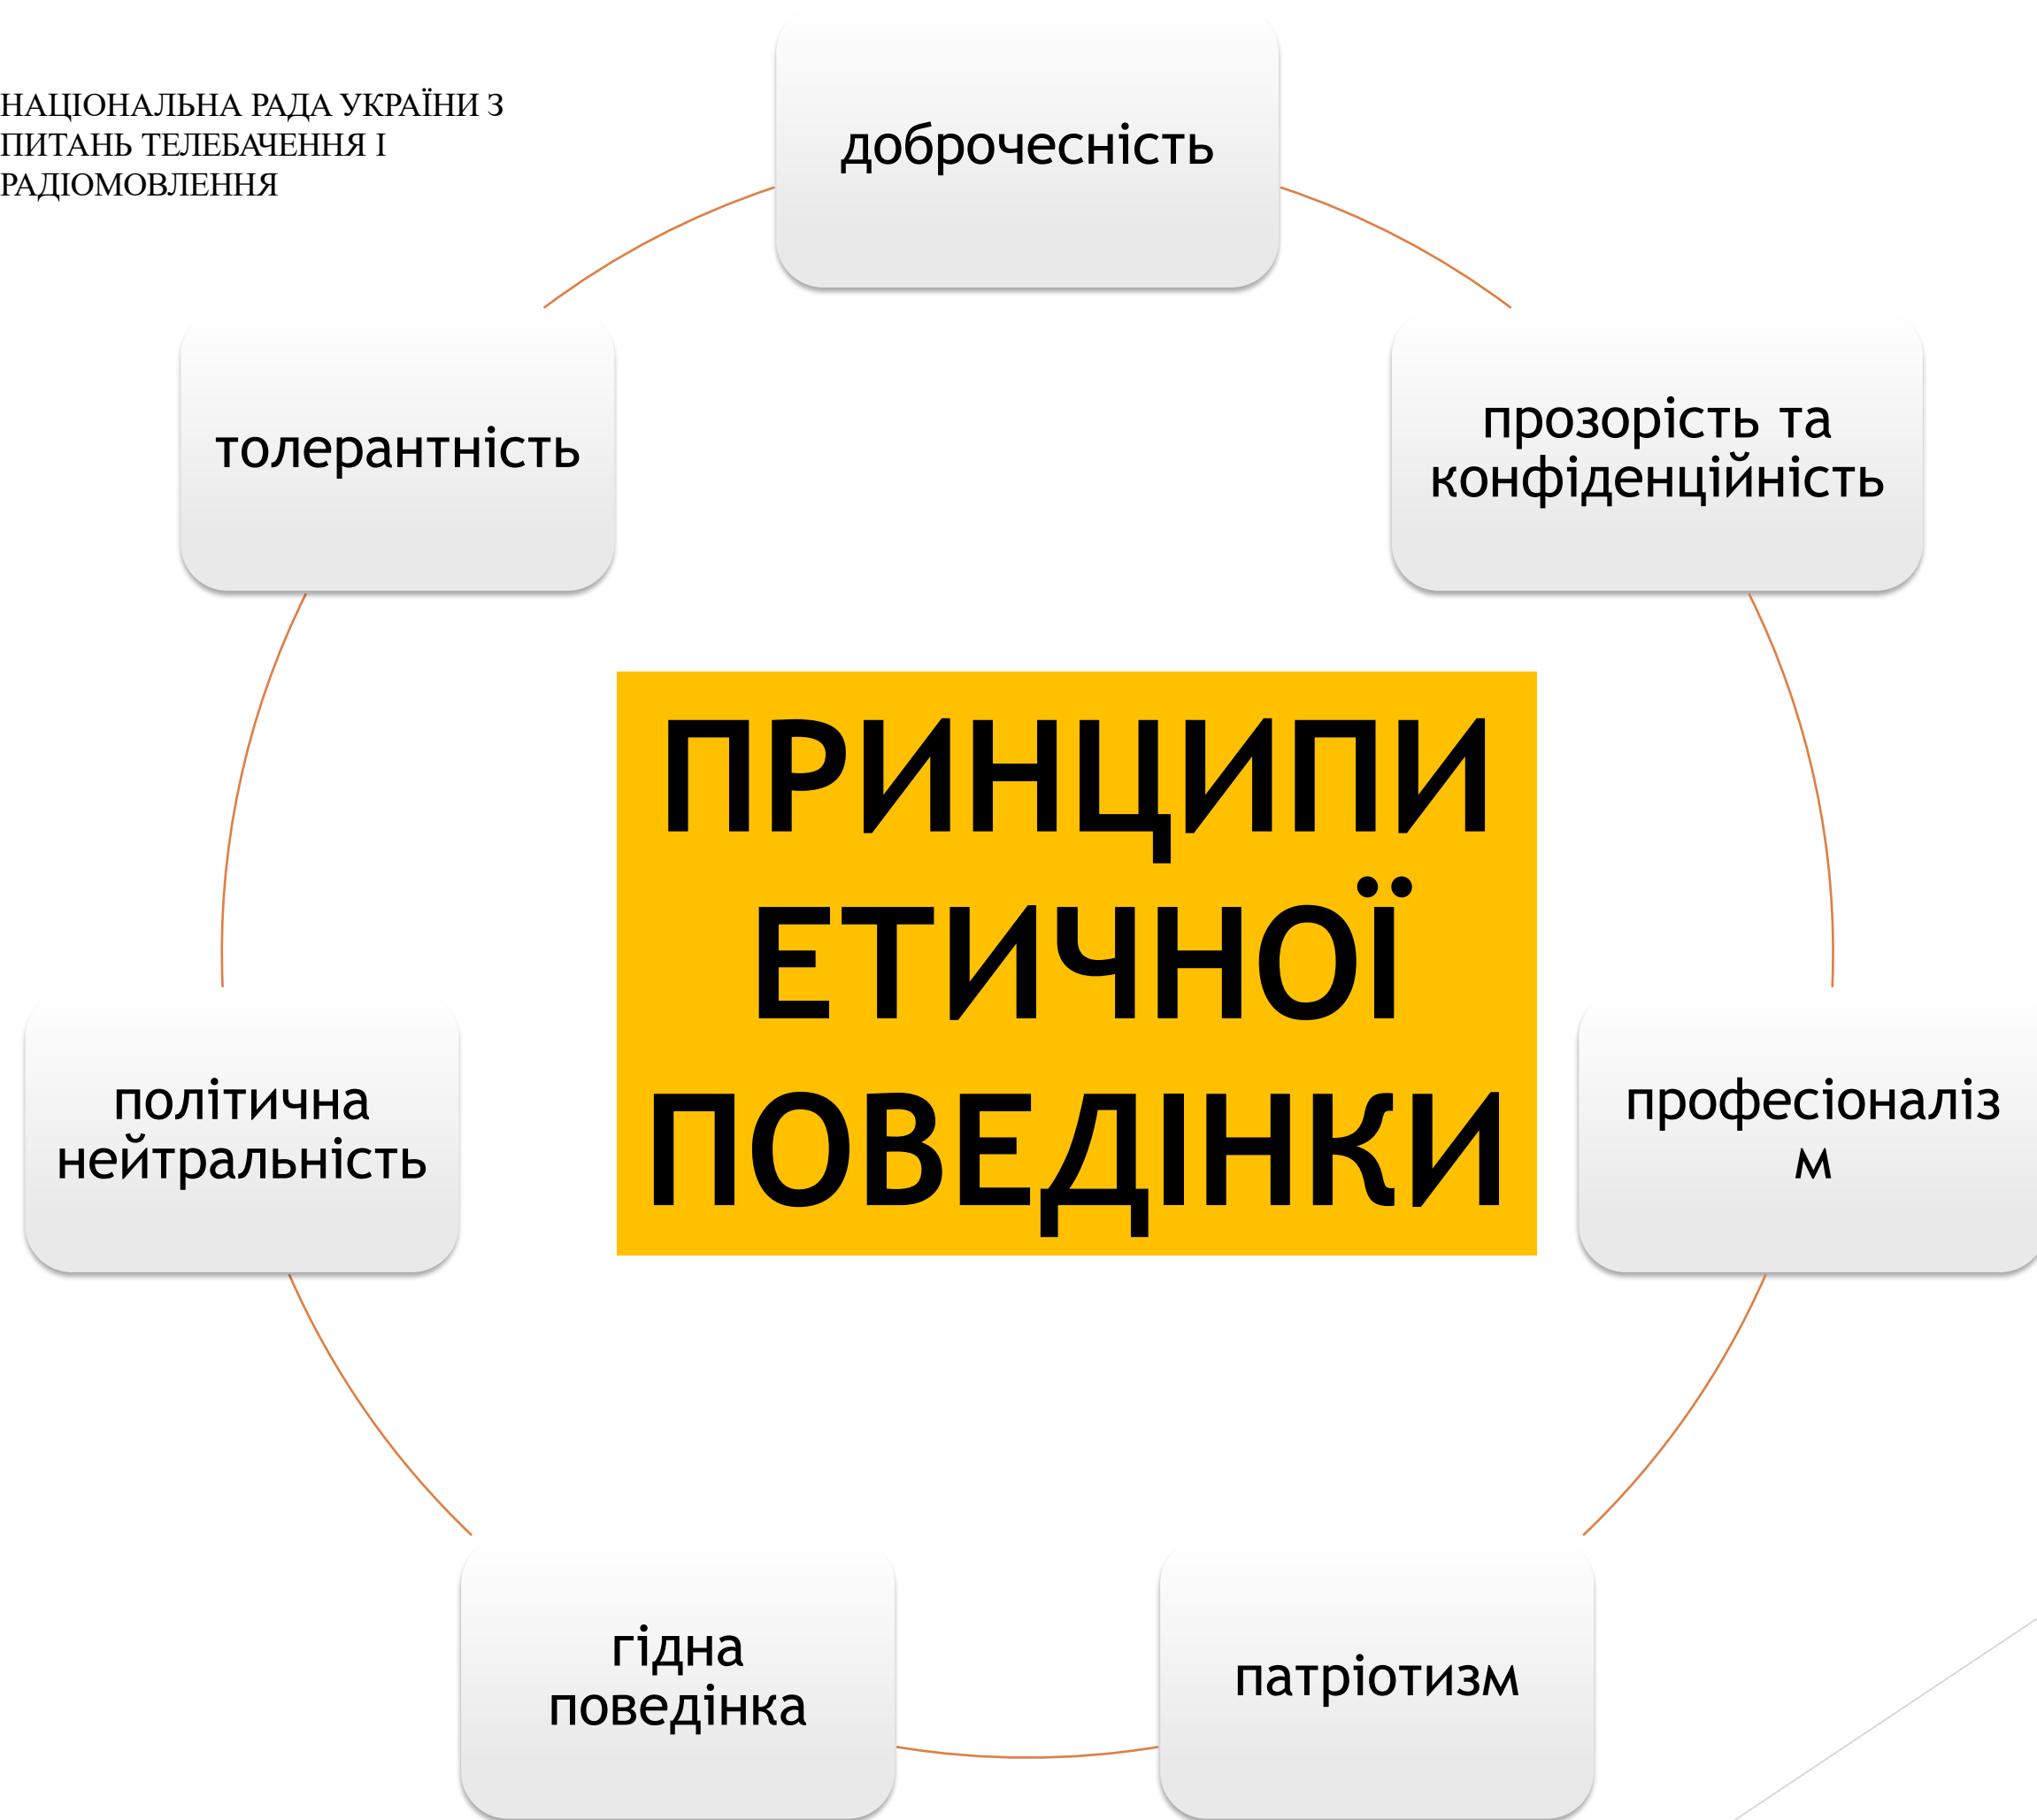 НАЦІОНАЛЬНА РАДА УКРАЇНИ З
ПИТАНЬ ТЕЛЕБАЧЕННЯ І
РАДІОМОВЛЕННЯ
доброчесність
прозорість та
конфіденційність
професіоналіз
м
патріотизм
гідна
поведінка
політична
нейтральність
толерантність
ПРИНЦИПИ
ЕТИЧНОЇ
ПОВЕДІНКИ